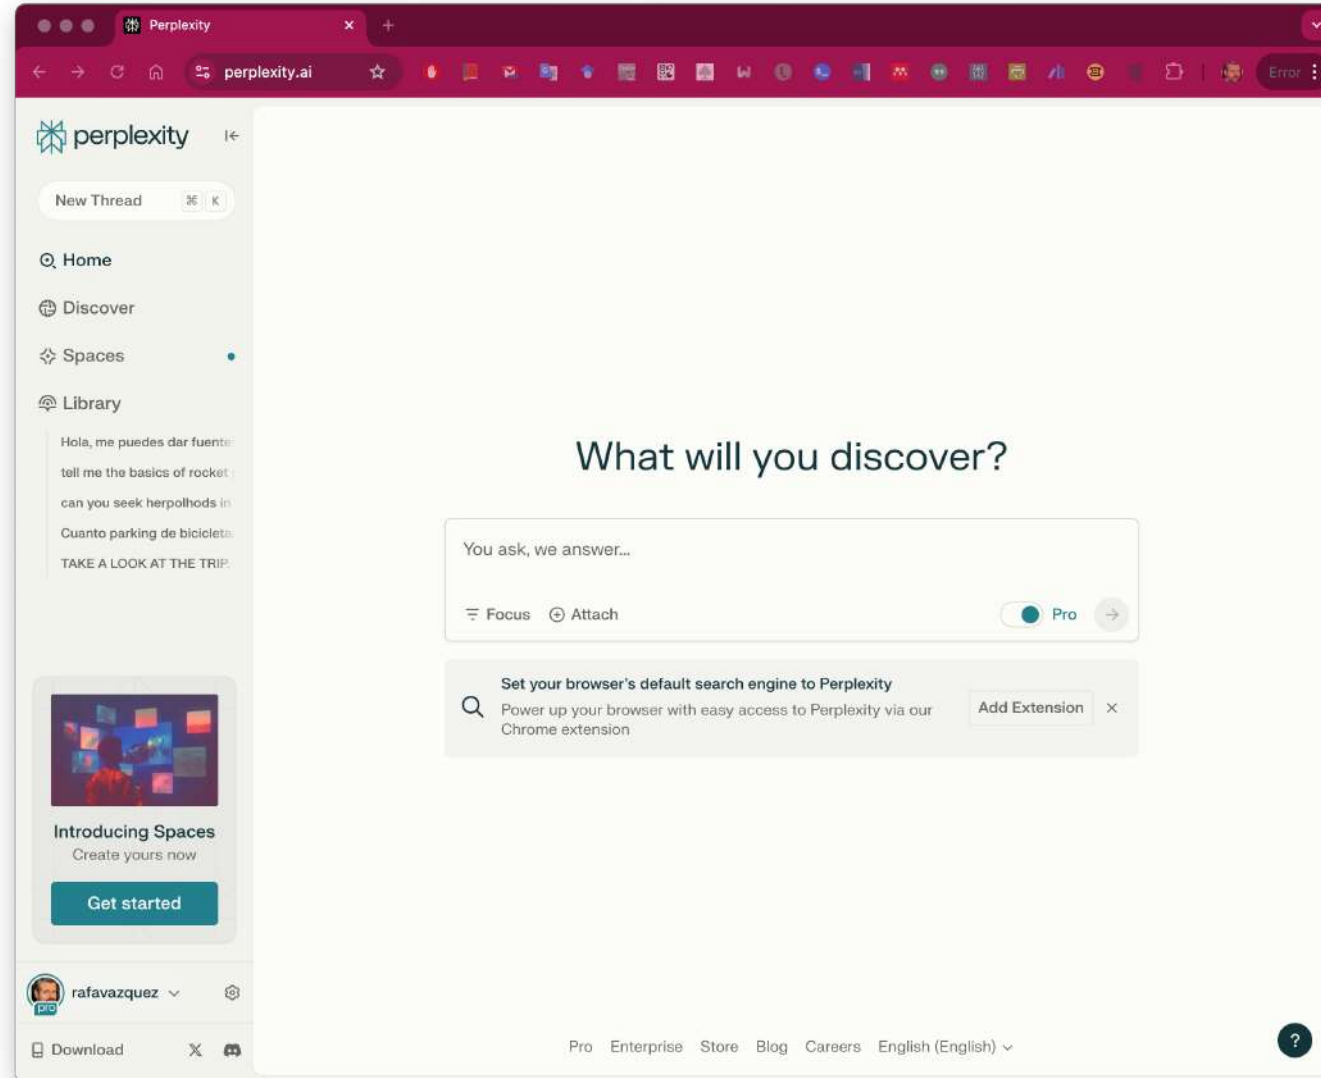 Perplexity
perplexity.ai
Error
perplexity
New Thread ⌘ K
Home
Discover
Spaces
Library
Hola, me puedes dar fuente
tell me the basics of rocket
can you seek herpolhods in
Cuanto parking de bicicleta
TAKE A LOOK AT THE TRIP.
Introducing Spaces
Create yours now
Get started
rafavazquez
pro
Download
What will you discover?
You ask, we answer...
Focus Attach Pro
Set your browser's default search engine to Perplexity
Power up your browser with easy access to Perplexity via our
Chrome extension
Add Extension
Pro Enterprise Store Blog Careers English (English)
?